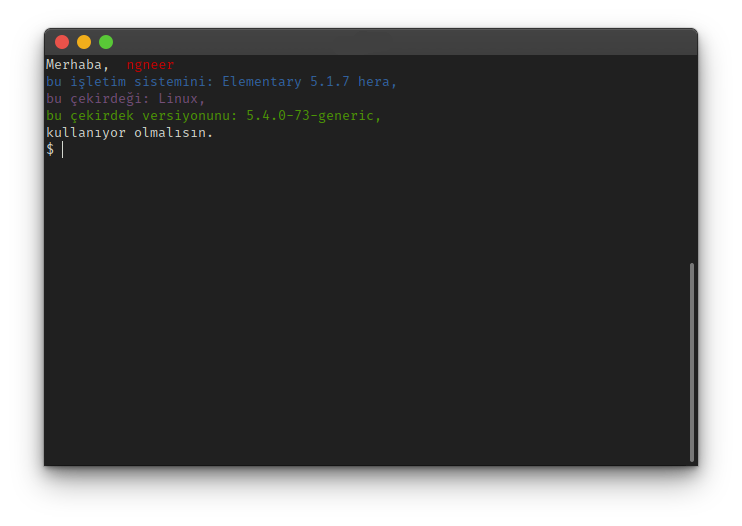 Merhaba,  ngneer
bu işletim sistemini: Elementary 5.1.7 hera,
bu çekirdeği: Linux,
bu çekirdek versiyonunu: 5.4.0-73-generic,
kullanıyor olmalısın.
$